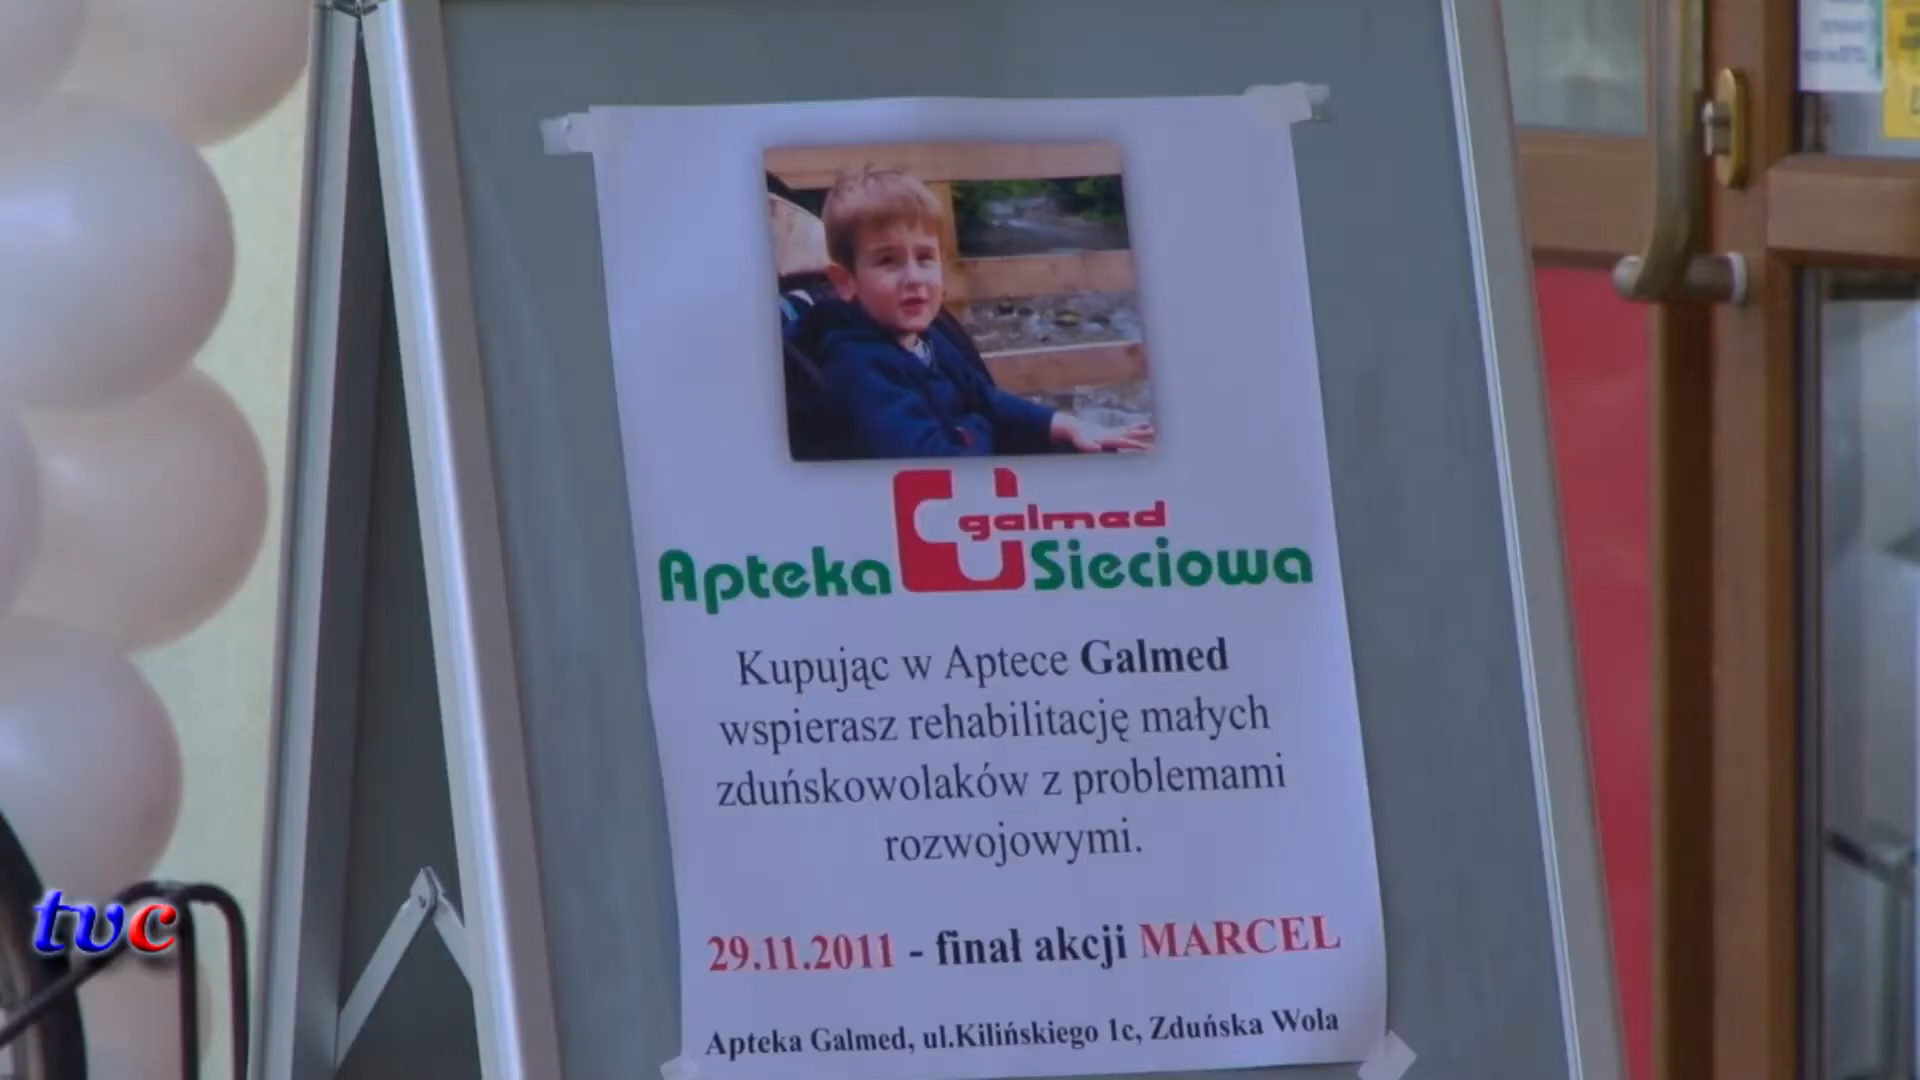 galmed
Apteka Sieciowa
Kupując w Aptece Galmed
wspierasz rehabilitację małych
zduńskowolaków z problemami
rozwojowymi.
29.11.2011 - finał akcji MARCEL
Apteka Galmed, ul.Kilińskiego 1c, Zduńska Wola
tvc